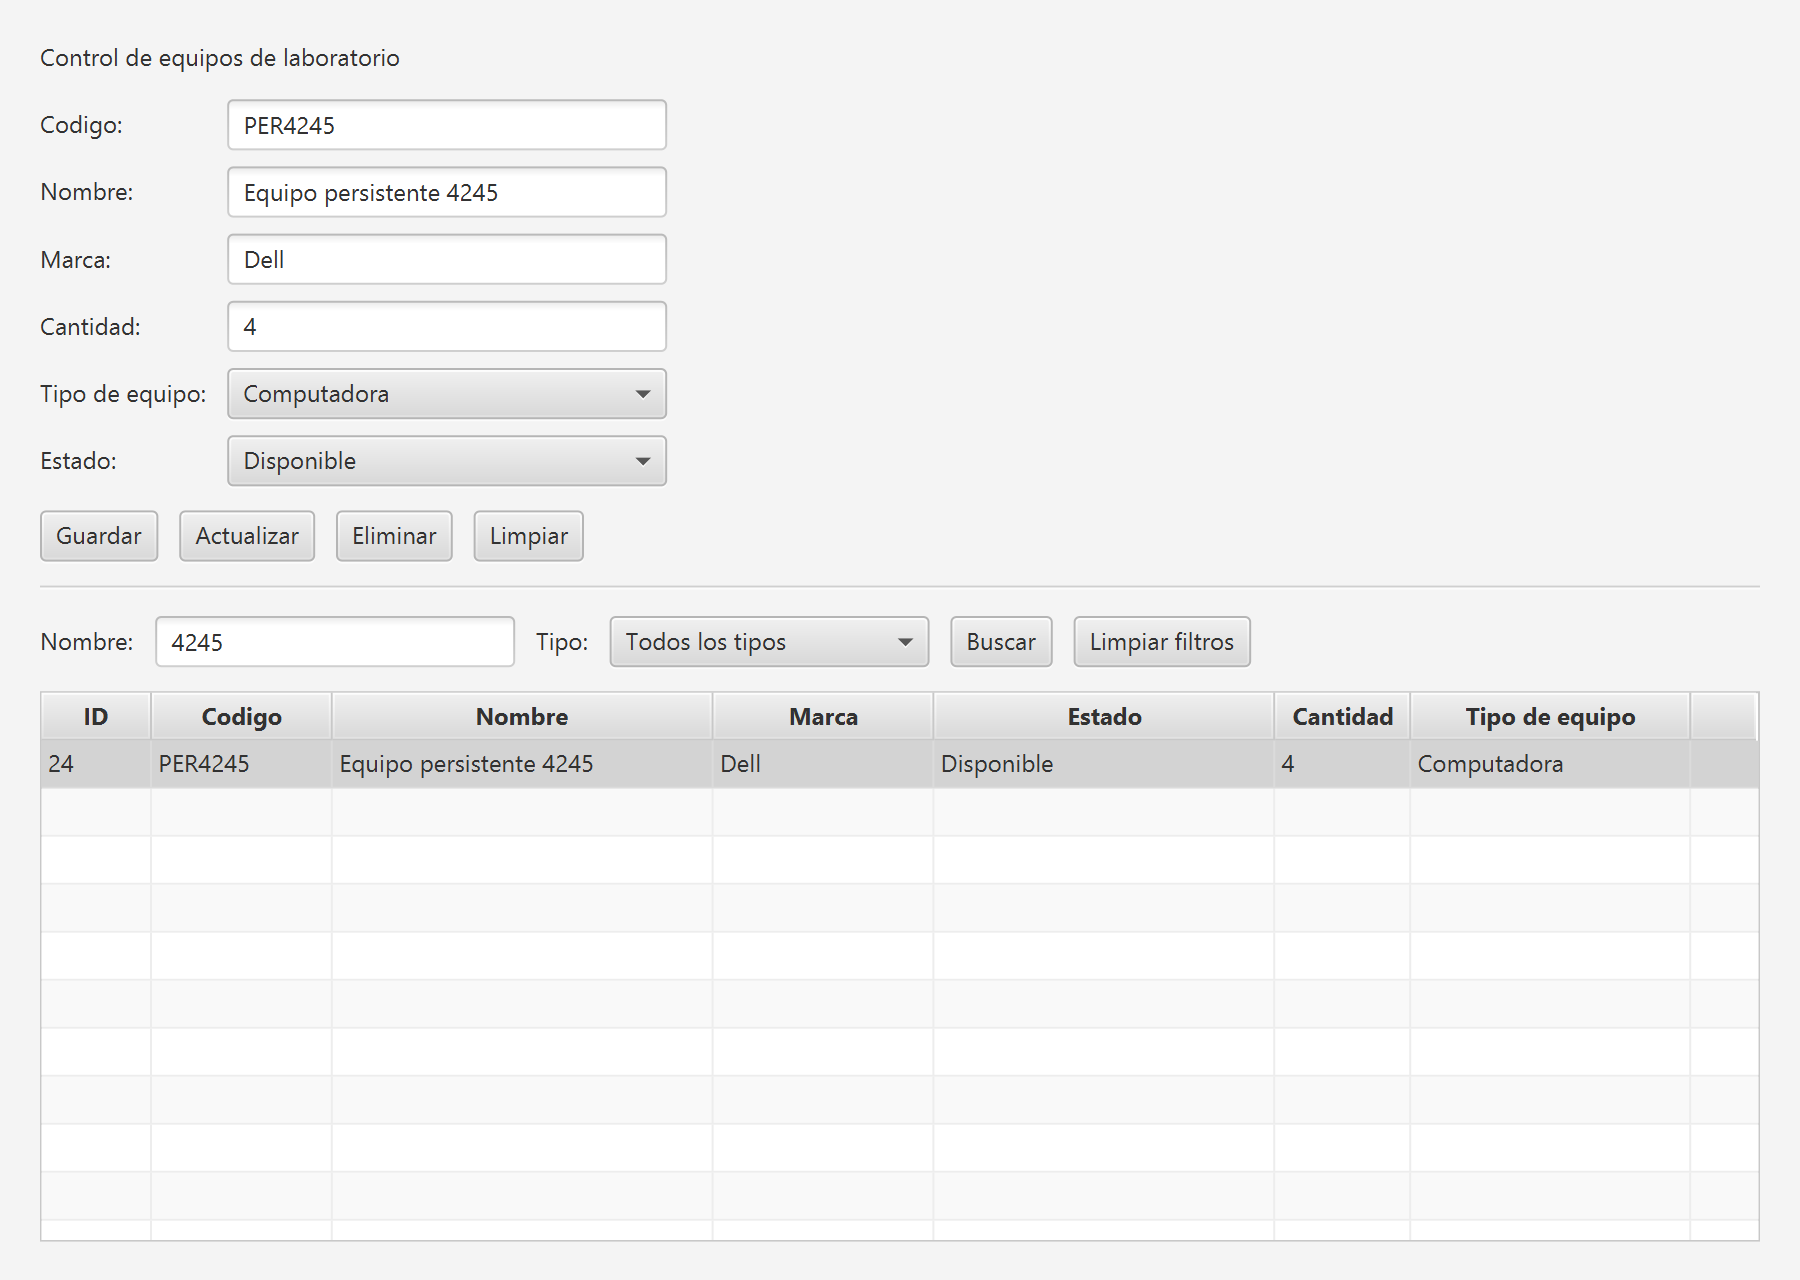 Control de equipos de laboratorio
Codigo: PER4245
Nombre: Equipo persistente 4245
Marca: Dell
Cantidad: 4
Tipo de equipo: Computadora
Estado: Disponible
Guardar Actualizar Eliminar Limpiar
Nombre: 4245 Tipo: Todos los tipos Buscar Limpiar filtros
ID Codigo Nombre Marca Estado Cantidad Tipo de equipo
24 PER4245 Equipo persistente 4245 Dell Disponible 4 Computadora